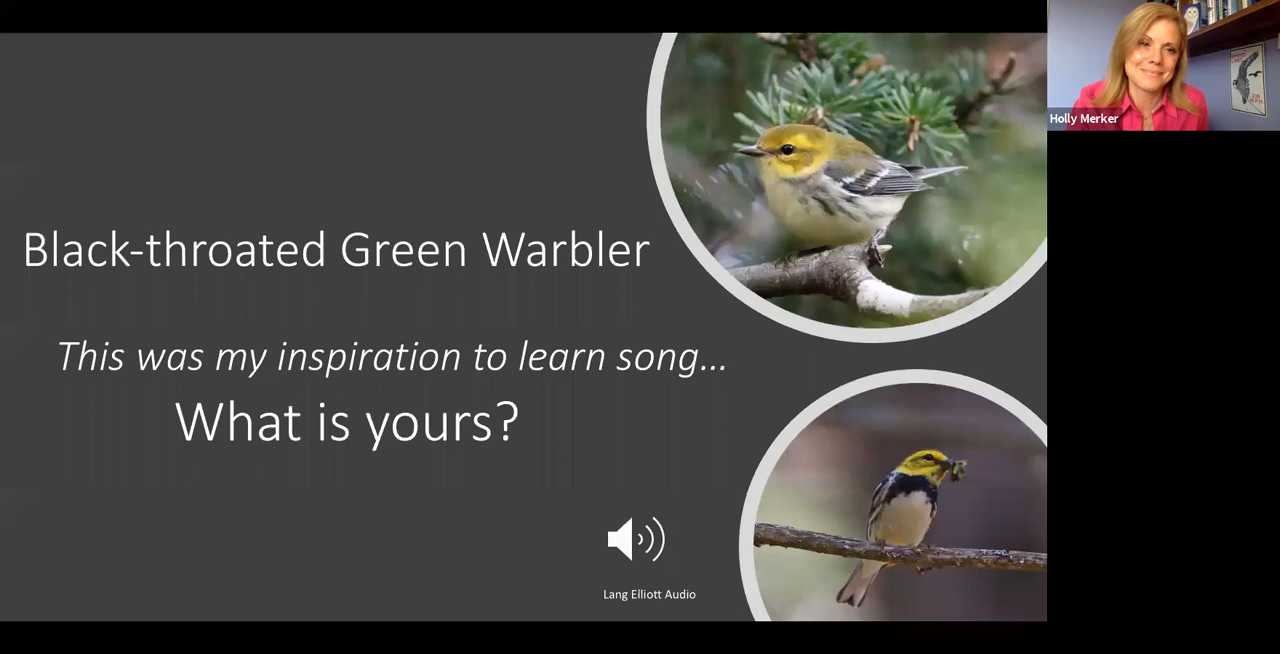 Black-throated Green Warbler
This was my inspiration to learn song...
What is yours?
Lang Elliott Audio
Holly Merker